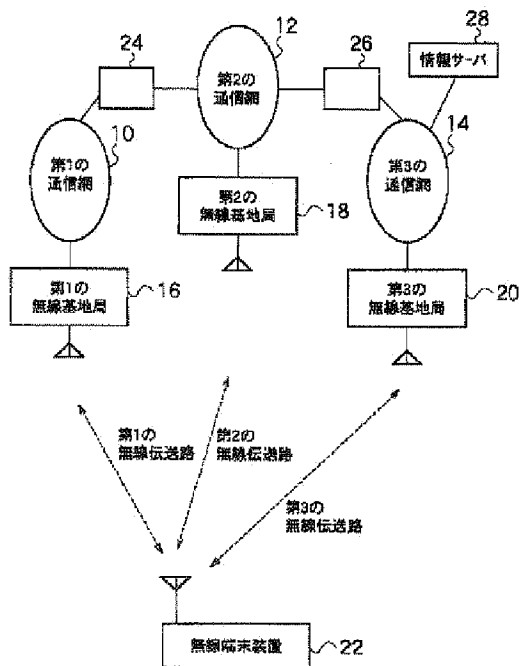 12
24
26
28
第2の
通信網
情報サーバ
10
14
第1の
通信網
第3の
通信網
第2の
無線基地局
18
第1の
無線基地局
16
第3の
無線基地局
20
第1の
無線伝送路
第2の
無線伝送路
第3の
無線伝送路
無線端末装置
22